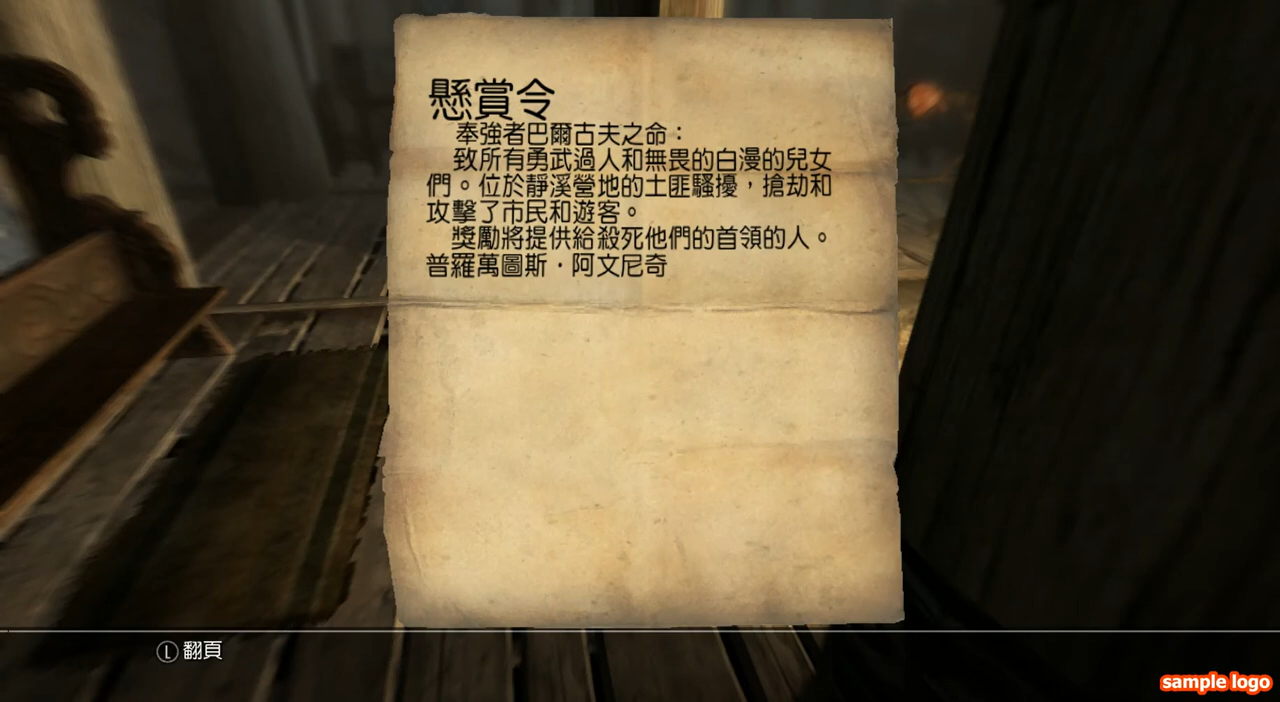 懸賞令
奉強者巴爾古夫之命：
致所有勇武過人和無畏的白漫的兒女
們。位於靜溪營地的土匪騷擾，搶劫和
攻擊了市民和遊客。
獎勵將提供給殺死他們的首領的人。
普羅萬圖斯·阿文尼奇
Ⓛ 翻頁
sample logo